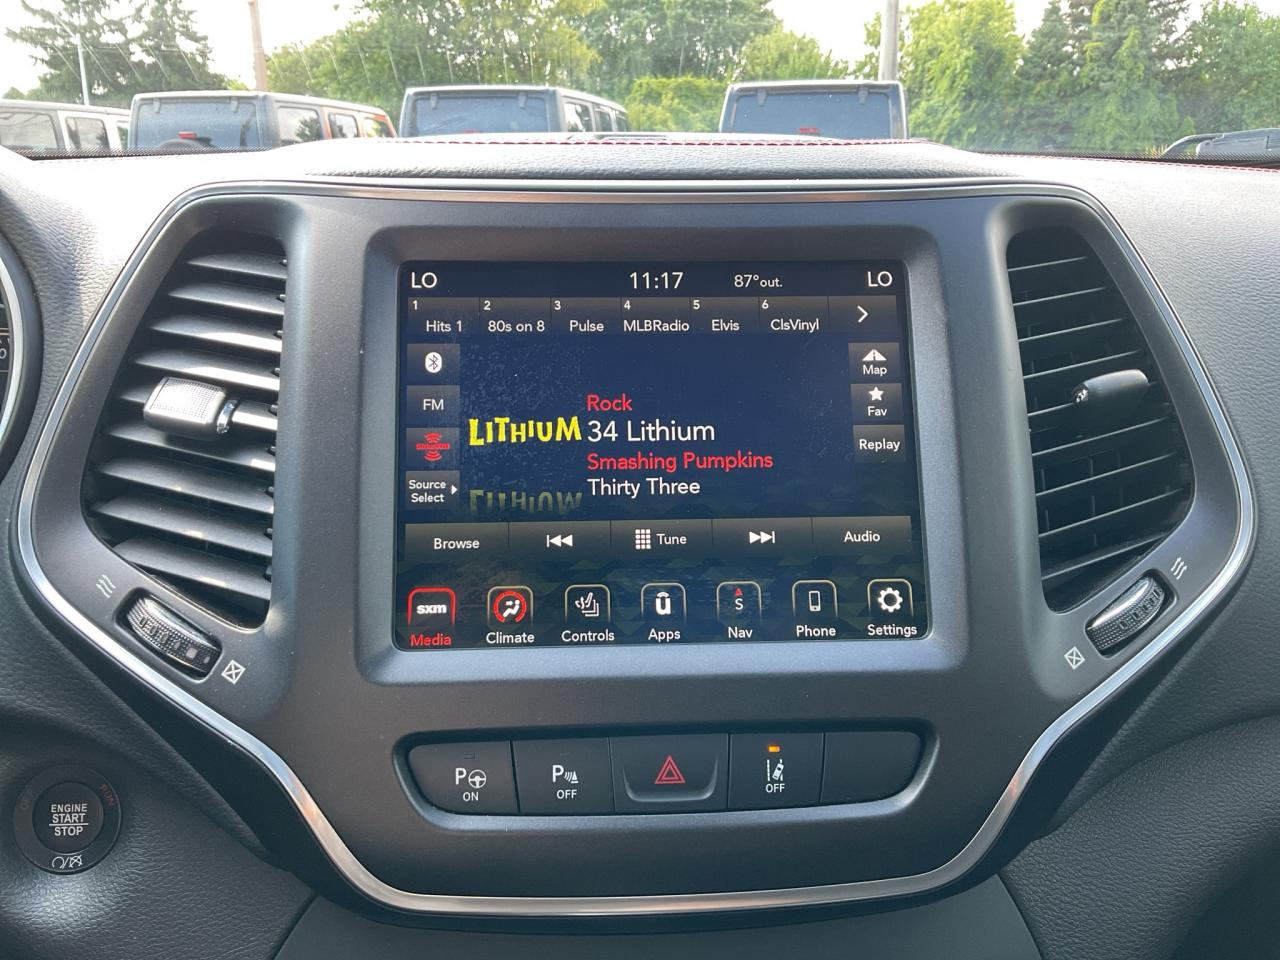 LO 11:17 87°out. LO
1 2 3 4 5 6
Hits 1 80s on 8 Pulse MLBRadio Elvis ClsVinyl
Map
FM
Fav
Rock
LITHIUM 34 Lithium
Replay
Smashing Pumpkins
Source
Select
Thirty Three
Browse Tune Audio
sxm
Media Climate Controls Apps Nav Phone Settings
S
P ON
P OFF
OFF
ENGINE
START
STOP
RUN